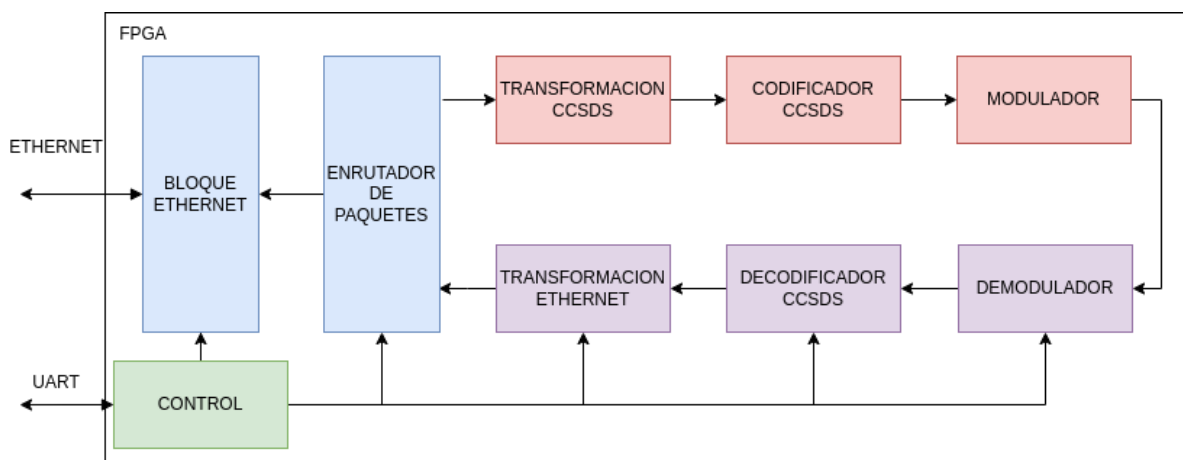 FPGA
TRANSFORMACION
CCSDS
CODIFICADOR
CCSDS
MODULADOR
ETHERNET
BLOQUE
ETHERNET
ENRUTADOR
DE
PAQUETES
TRANSFORMACION
ETHERNET
DECODIFICADOR
CCSDS
DEMODULADOR
UART
CONTROL